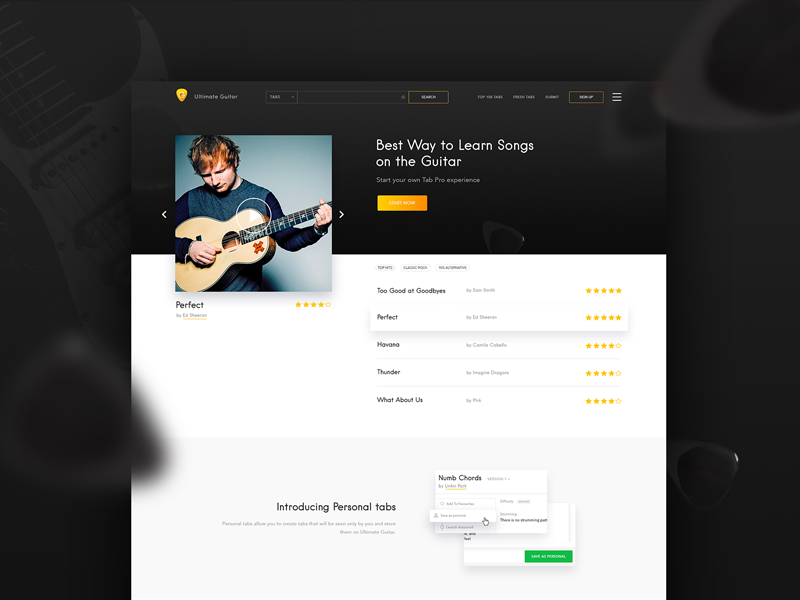 Ultimate Guitar
TABS
SEARCH
TOP 100 TABS
FRESH TABS
SUBMIT
SIGN UP
Best Way to Learn Songs
on the Guitar
Start your own Tab Pro experience
START NOW
Perfect
by Ed Sheeran
TOP HITS
CLASSIC ROCK
90'S ALTERNATIVE
Too Good at Goodbyes by Sam Smith
Perfect by Ed Sheeran
Havana by Camila Cabello
Thunder by Imagine Dragons
What About Us by P!nk
Introducing Personal tabs
Personal tabs allow you to create tabs that will be seen only by you and store
them on Ultimate Guitar.
Numb Chords VERSION 1
by Linkin Park
Add To Favourites
Save as personal
Difficulty
Strumming
There is no strumming patt
SAVE AS PERSONAL